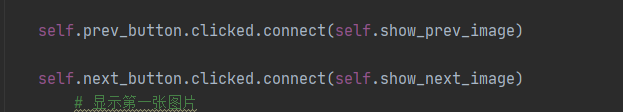 self.prev_button.clicked.connect(self.show_prev_image)
self.next_button.clicked.connect(self.show_next_image)
# 显示第一张图片